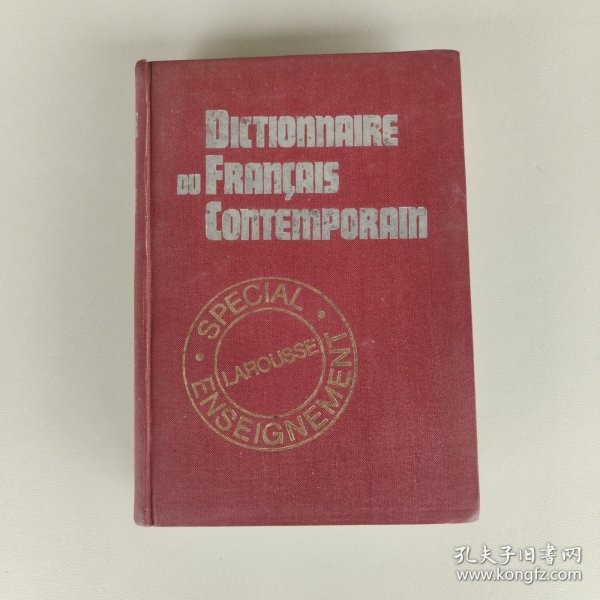 DICTIONNAIRE
DU FRANÇAIS
CONTEMPORAIN
• SPECIAL •
LAROUSSE
ENSEIGNEMENT
孔夫子旧书网
www.kongfz.com